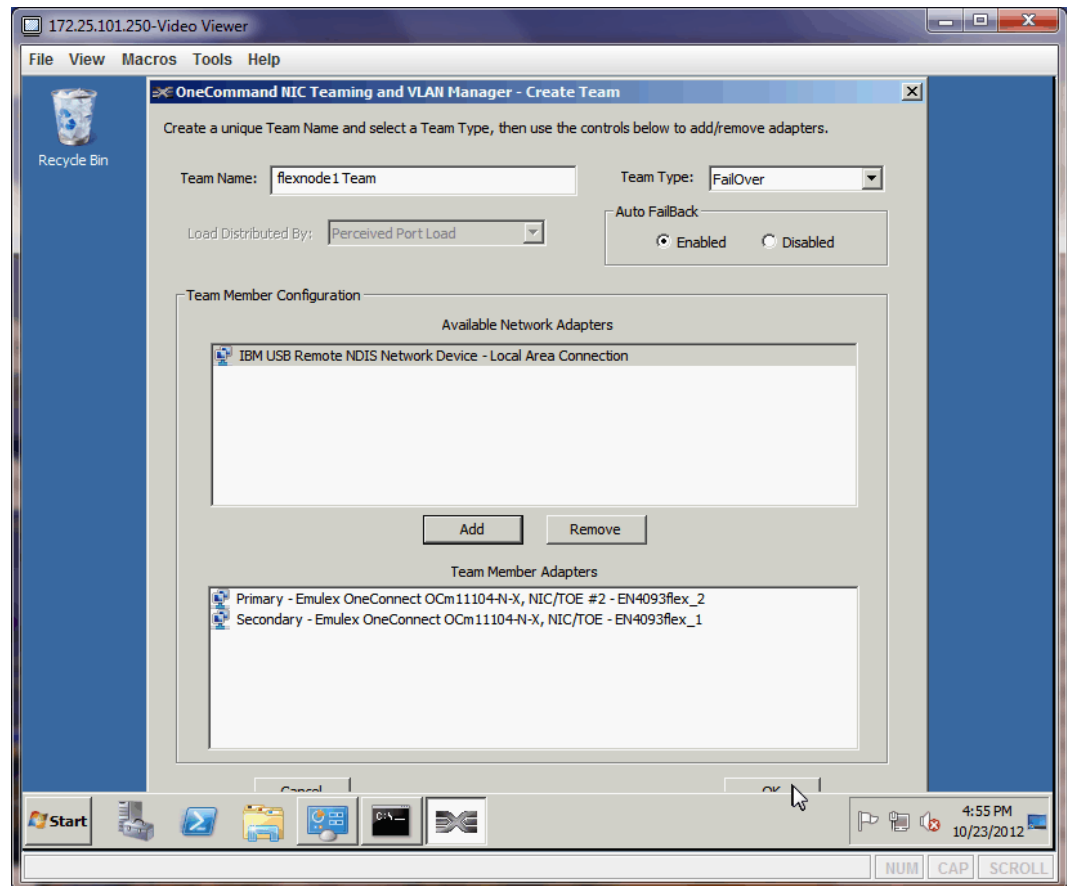 172.25.101.250-Video Viewer
File View Macros Tools Help
Recycle Bin
OneCommand NIC Teaming and VLAN Manager - Create Team
Create a unique Team Name and select a Team Type, then use the controls below to add/remove adapters.
Team Name: flexnode1 Team
Team Type: FailOver
Load Distributed By: Perceived Port Load
Auto FailBack
Enabled Disabled
Team Member Configuration
Available Network Adapters
IBM USB Remote NDIS Network Device - Local Area Connection
Add Remove
Team Member Adapters
Primary - Emulex OneConnect OCm11104-N-X, NIC/TOE #2 - EN4093flex_2
Secondary - Emulex OneConnect OCm11104-N-X, NIC/TOE - EN4093flex_1
Cancel OK
Start
C:\_
4:55 PM
10/23/2012
NUM CAP SCROLL